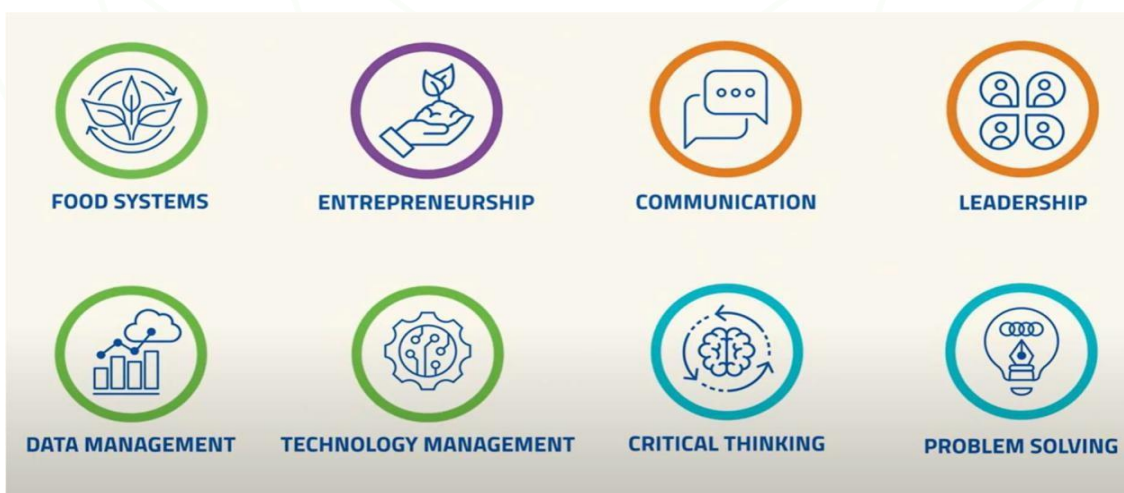 FOOD SYSTEMS
ENTREPRENEURSHIP
COMMUNICATION
LEADERSHIP
DATA MANAGEMENT
TECHNOLOGY MANAGEMENT
CRITICAL THINKING
PROBLEM SOLVING